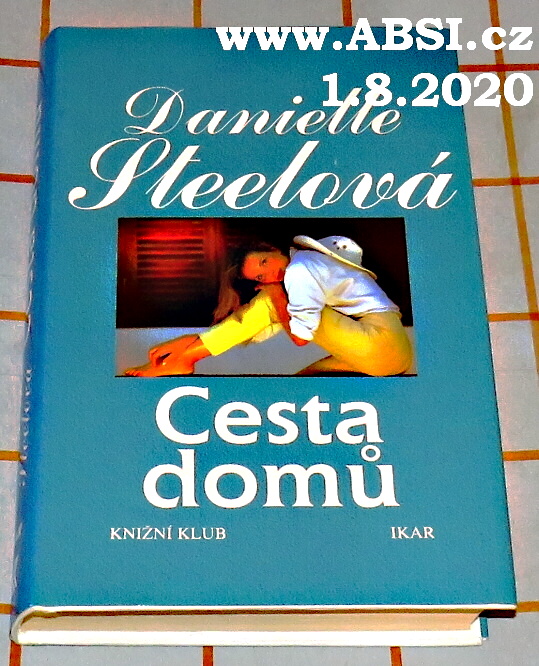 www.ABSI.cz
1.8.2020
Danielle
Steelová
Cesta
domů
KNIŽNÍ KLUB IKAR